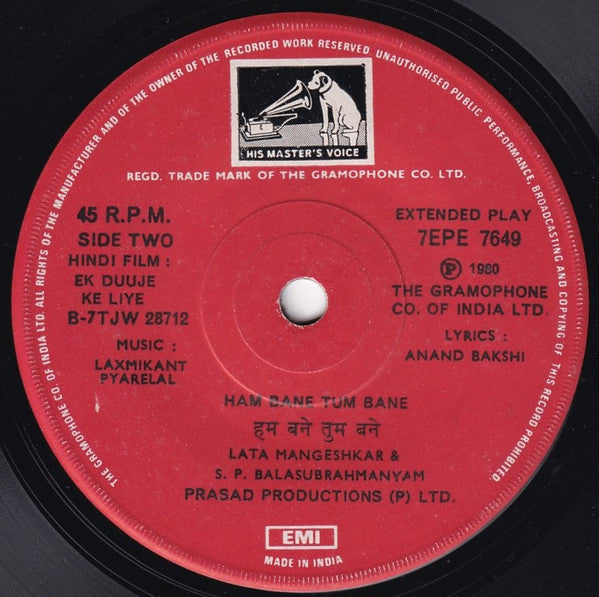 THE GRAMOPHONE CO. OF INDIA LTD. ALL RIGHTS OF THE MANUFACTURER AND OF THE OWNER OF THE RECORDED WORK RESERVED. UNAUTHORISED PUBLIC PERFORMANCE, BROADCASTING AND COPYING OF THIS RECORD PROHIBITED.
HIS MASTER'S VOICE
REGD. TRADE MARK OF THE GRAMOPHONE CO. LTD.
45 R.P.M.
SIDE TWO
HINDI FILM :
EK DUUJE
KE LIYE
B-7TJW 28712
MUSIC :
LAXMIKANT
PYARELAL
EXTENDED PLAY
7EPE 7649
Ⓟ 1980
THE GRAMOPHONE
CO. OF INDIA LTD.
LYRICS :
ANAND BAKSHI
HAM BANE TUM BANE
हम बने तुम बने
LATA MANGESHKAR &
S. P. BALASUBRAHMANYAM
PRASAD PRODUCTIONS (P) LTD.
EMI
MADE IN INDIA